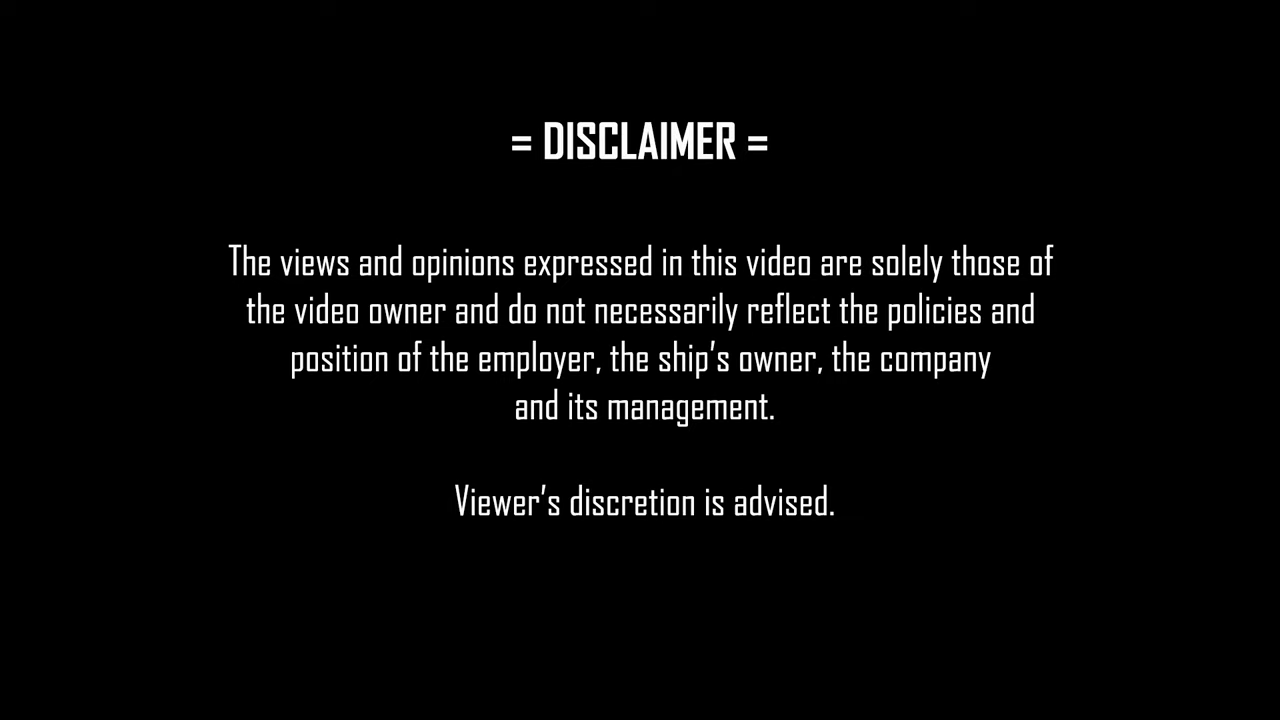 = DISCLAIMER =
The views and opinions expressed in this video are solely those of
the video owner and do not necessarily reflect the policies and
position of the employer, the ship’s owner, the company
and its management.
Viewer’s discretion is advised.